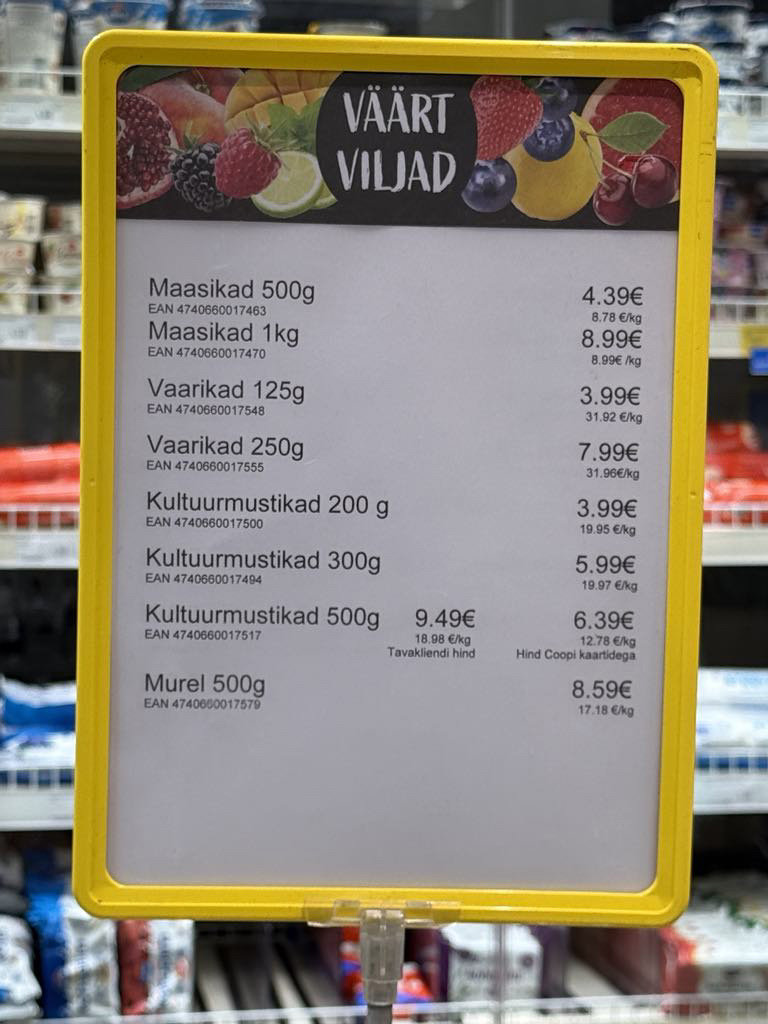 VÄÄRT
VILJAD
Maasikad 500g 4.39€
EAN 4740660017463 8.78 €/kg
Maasikad 1kg 8.99€
EAN 4740660017470 8.99€ /kg
Vaarikad 125g 3.99€
EAN 4740660017548 31.92 €/kg
Vaarikad 250g 7.99€
EAN 4740660017555 31.96€/kg
Kultuurmustikad 200 g 3.99€
EAN 4740660017500 19.95 €/kg
Kultuurmustikad 300g 5.99€
EAN 4740660017494 19.97 €/kg
Kultuurmustikad 500g 9.49€ 6.39€
EAN 4740660017517 18.98 €/kg 12.78 €/kg
Tavakliendi hind Hind Coopi kaartidega
Murel 500g 8.59€
EAN 4740660017579 17.18 €/kg